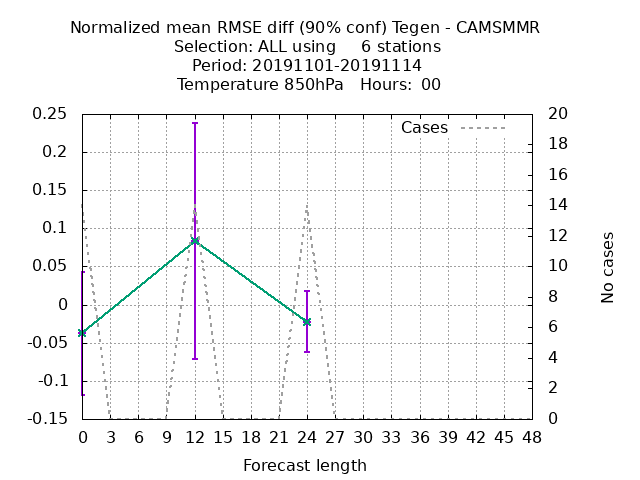 Normalized mean RMSE diff (90% conf) Tegen - CAMSMMR
Selection: ALL using     6 stations
Period: 20191101-20191114
Temperature 850hPa   Hours:  00
0.25
0.2
0.15
0.1
0.05
0
-0.05
-0.1
-0.15
Cases
20
18
16
14
12
10
8
6
4
2
0
No cases
0 3 6 9 12 15 18 21 24 27 30 33 36 39 42 45 48
Forecast length